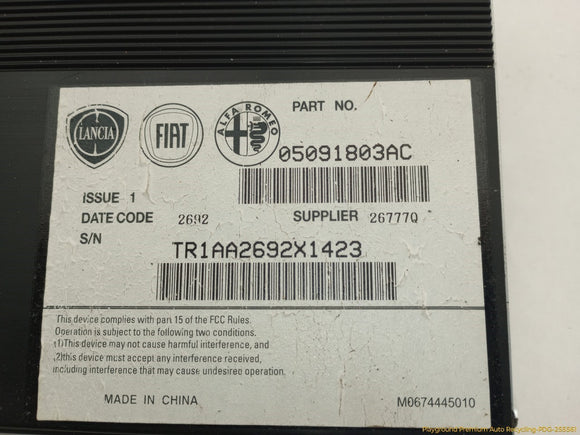 LANCIA
FIAT
ALFA ROMEO
PART NO.
05091803AC
ISSUE 1
DATE CODE 2692 SUPPLIER 26777Q
S/N
TR1AA2692X1423
This device complies with part 15 of the FCC Rules.
Operation is subject to the following two conditions.
(1)This device may not cause harmful interference, and
(2)this device must accept any interference received,
including interference that may cause undesired operation.
MADE IN CHINA M0674445010
Playground Premium Auto Recycling-PDG-255581